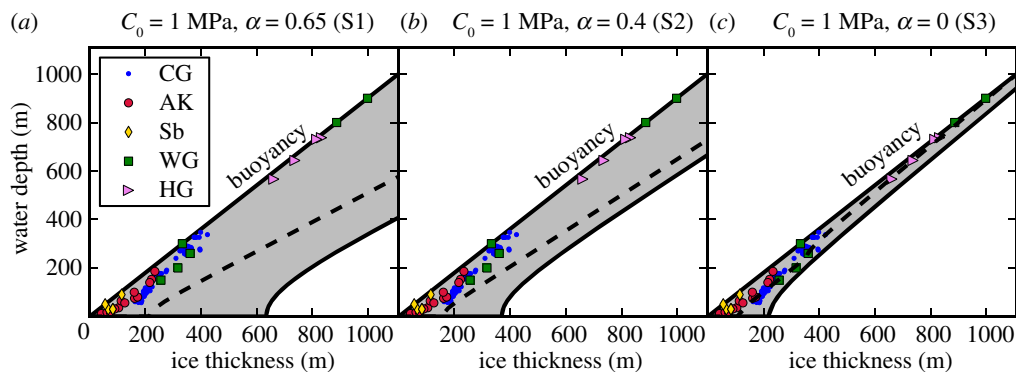 (a) C₀ = 1 MPa, α = 0.65 (S1) (b) C₀ = 1 MPa, α = 0.4 (S2) (c) C₀ = 1 MPa, α = 0 (S3)
1000
800
600
400
200
0
water depth (m)
CG
AK
Sb
WG
HG
buoyancy
buoyancy
buoyancy
200 400 600 800 1000 0 200 400 600 800 1000 0 200 400 600 800 1000
ice thickness (m) ice thickness (m) ice thickness (m)